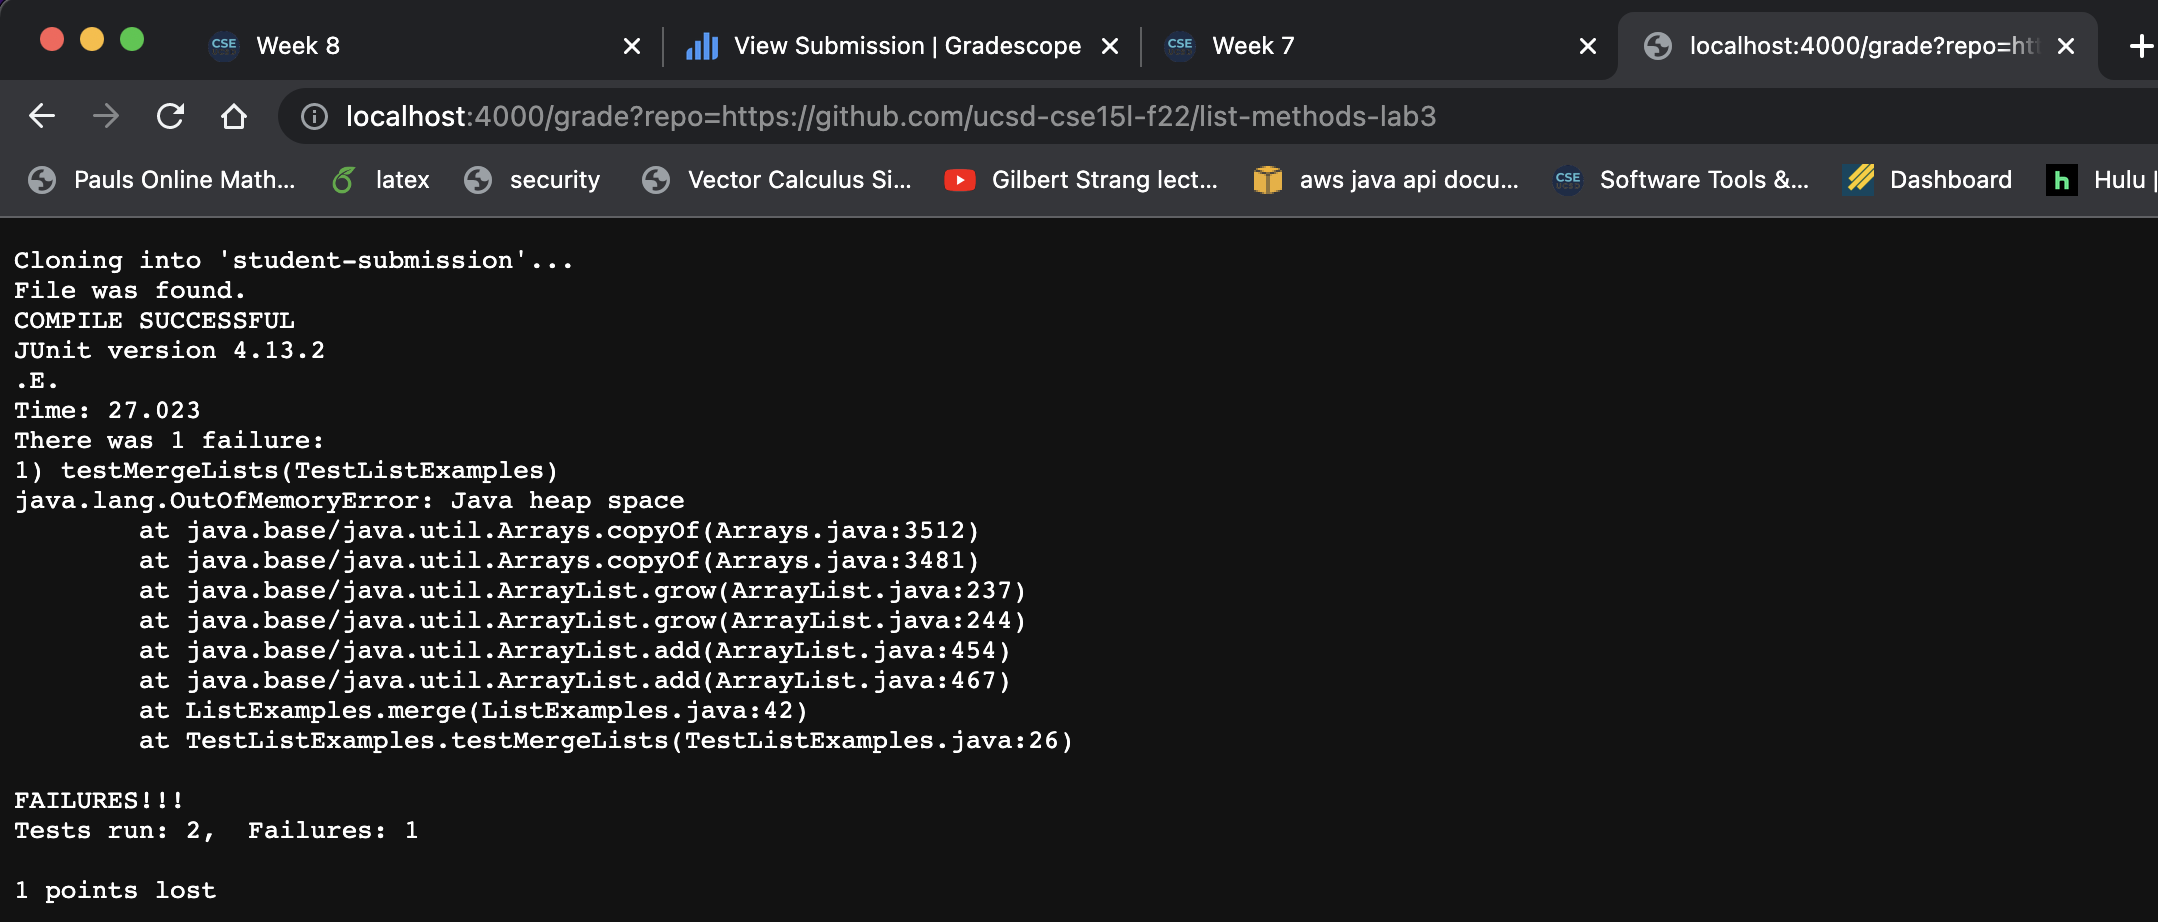 CSE Week 8
View Submission | Gradescope
CSE Week 7
localhost:4000/grade?repo=htt
localhost:4000/grade?repo=https://github.com/ucsd-cse15l-f22/list-methods-lab3
Pauls Online Math... latex security Vector Calculus Si... Gilbert Strang lect... aws java api docu... CSE Software Tools &... Dashboard h Hulu |
Cloning into 'student-submission'...
File was found.
COMPILE SUCCESSFUL
JUnit version 4.13.2
.E.
Time: 27.023
There was 1 failure:
1) testMergeLists(TestListExamples)
java.lang.OutOfMemoryError: Java heap space
at java.base/java.util.Arrays.copyOf(Arrays.java:3512)
at java.base/java.util.Arrays.copyOf(Arrays.java:3481)
at java.base/java.util.ArrayList.grow(ArrayList.java:237)
at java.base/java.util.ArrayList.grow(ArrayList.java:244)
at java.base/java.util.ArrayList.add(ArrayList.java:454)
at java.base/java.util.ArrayList.add(ArrayList.java:467)
at ListExamples.merge(ListExamples.java:42)
at TestListExamples.testMergeLists(TestListExamples.java:26)
FAILURES!!!
Tests run: 2,  Failures: 1
1 points lost